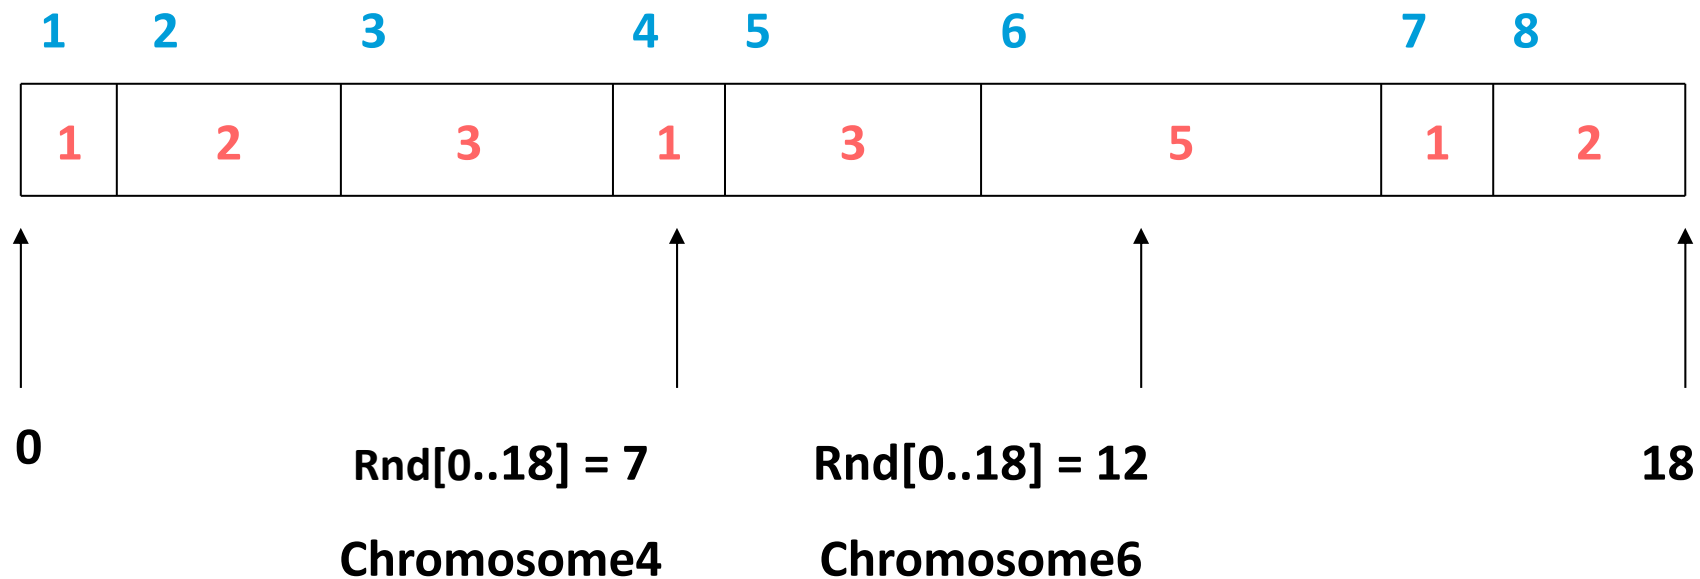 1 2 3 4 5 6 7 8
1 2 3 1 3 5 1 2
0 Rnd[0..18] = 7 Rnd[0..18] = 12 18
Chromosome4 Chromosome6